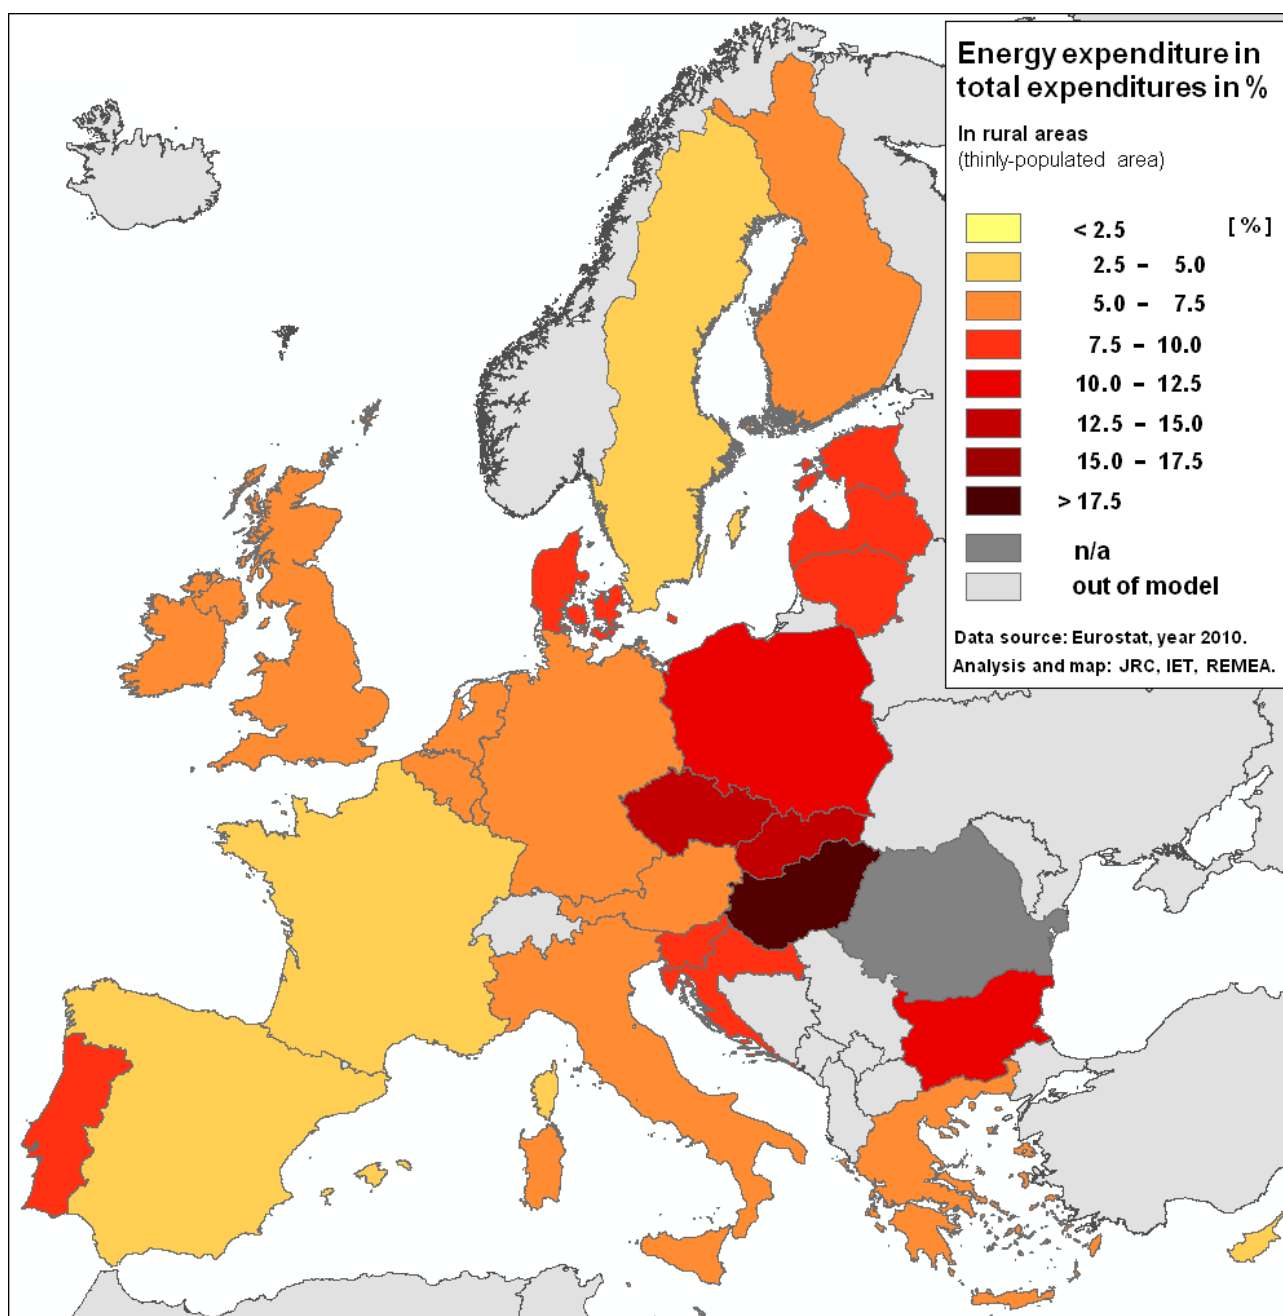 Energy expenditure in
total expenditures in %
In rural areas
(thinly-populated area)
< 2.5 [ % ]
2.5 – 5.0
5.0 – 7.5
7.5 – 10.0
10.0 – 12.5
12.5 – 15.0
15.0 – 17.5
> 17.5
n/a
out of model
Data source: Eurostat, year 2010.
Analysis and map: JRC, IET, REMEA.